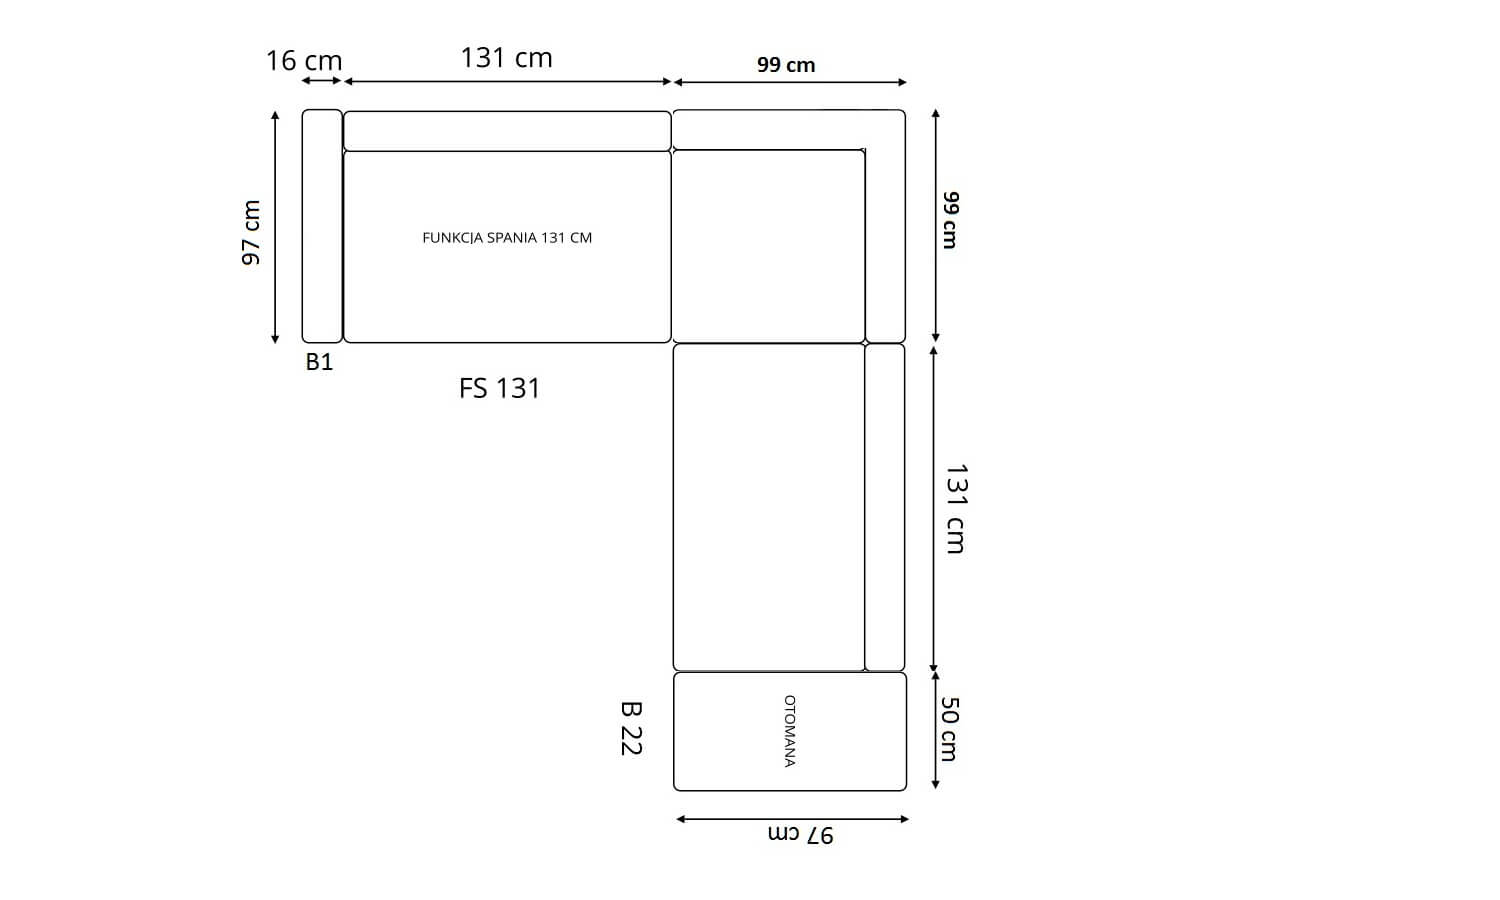 16 cm
131 cm
99 cm
97 cm
FUNKCJA SPANIA 131 CM
99 cm
B1
FS 131
131 cm
B 22
OTOMANA
50 cm
97 cm